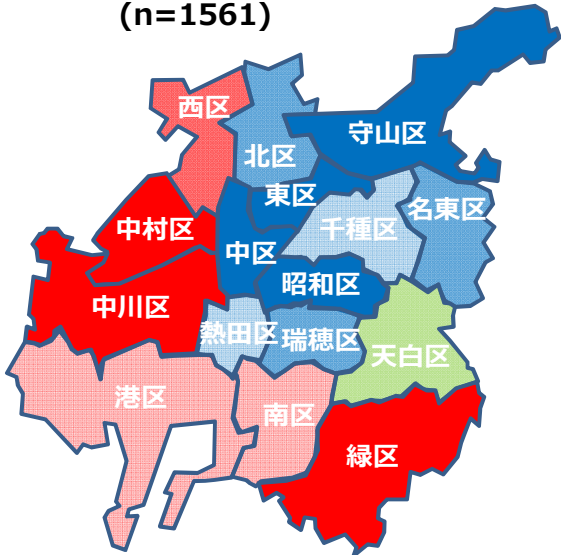 (n=1561)
西区
北区
守山区
東区
千種区
名東区
中村区
中区
昭和区
中川区
熱田区
瑞穂区
天白区
港区
南区
緑区